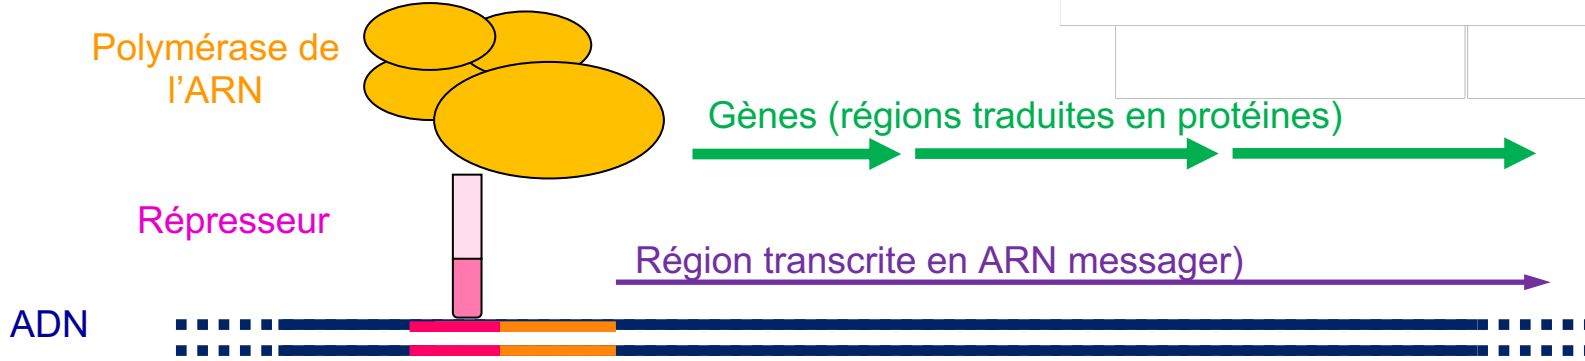 Polymérase de
l’ARN
Gènes (régions traduites en protéines)
Répresseur
Région transcrite en ARN messager)
ADN